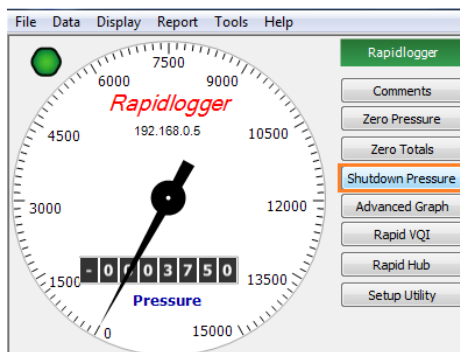 File Data Display Report Tools Help
Rapidlogger
7500
6000 9000
Rapidlogger
192.168.0.5
4500 10500
3000 12000
1500 13500
-0003750
Pressure
0 15000
Comments
Zero Pressure
Zero Totals
Shutdown Pressure
Advanced Graph
Rapid VQI
Rapid Hub
Setup Utility